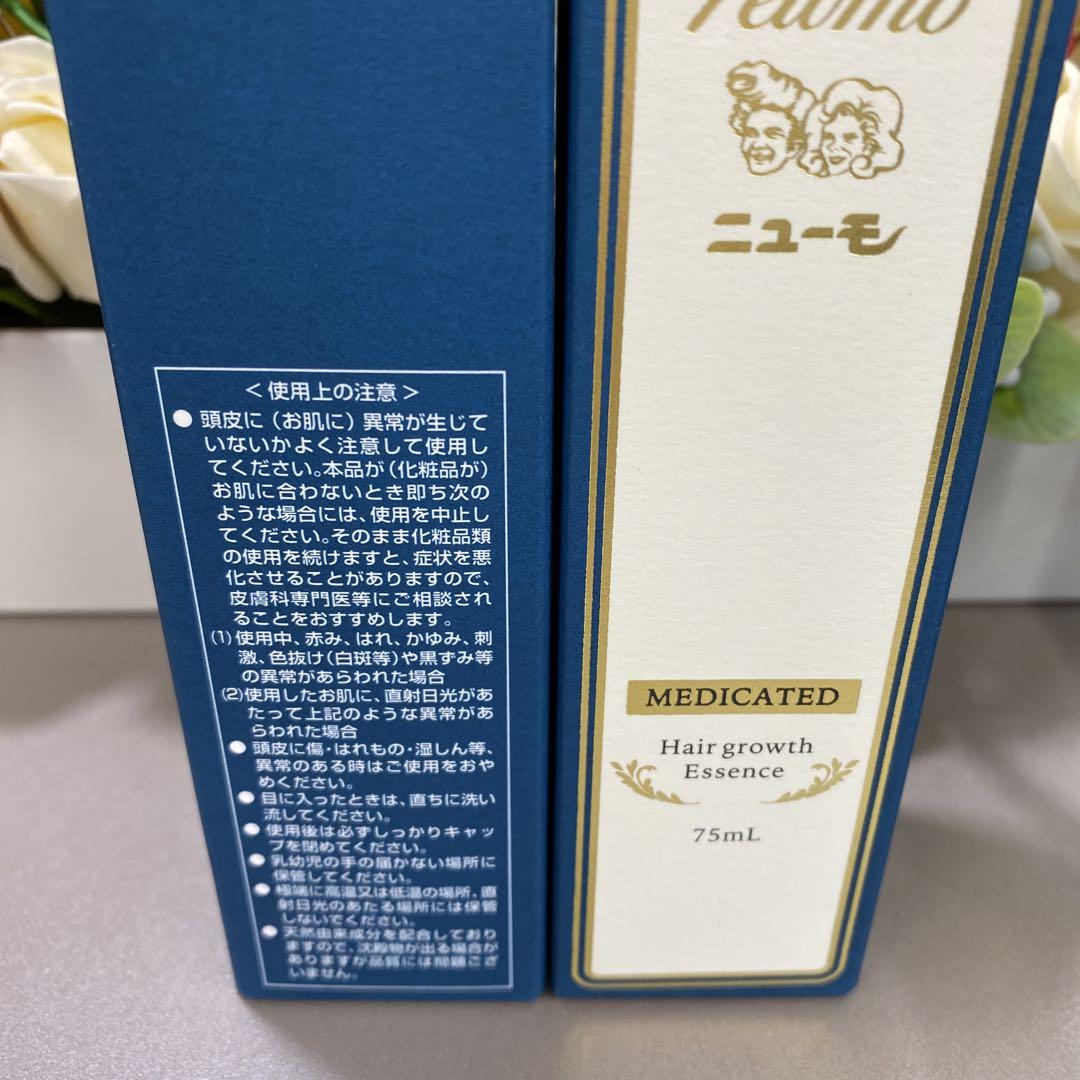 <使用上の注意>
● 頭皮に(お肌に)異常が生じて
いないかよく注意して使用し
てください。本品が(化粧品が)
お肌に合わないとき即ち次の
ような場合には、使用を中止し
てください。そのまま化粧品類
の使用を続けますと、症状を悪
化させることがありますので、
皮膚科専門医等にご相談され
ることをおすすめします。
(1)使用中、赤み、はれ、かゆみ、刺
激、色抜け(白斑等)や黒ずみ等
の異常があらわれた場合
(2)使用したお肌に、直射日光があ
たって上記のような異常があ
らわれた場合
● 頭皮に傷・はれもの・湿しん等、
異常のある時はご使用をおや
めください。
● 目に入ったときは、直ちに洗い
流してください。
● 使用後は必ずしっかりキャッ
プを閉めてください。
● 乳幼児の手の届かない場所に
保管してください。
● 極端に高温又は低温の場所、直
射日光のあたる場所には保管
しないでください。
● 天然由来成分を配合しており
ますので、沈殿物が出る場合が
ありますが品質には問題ござ
いません。
ニューモ
MEDICATED
Hair growth
Essence
75mL